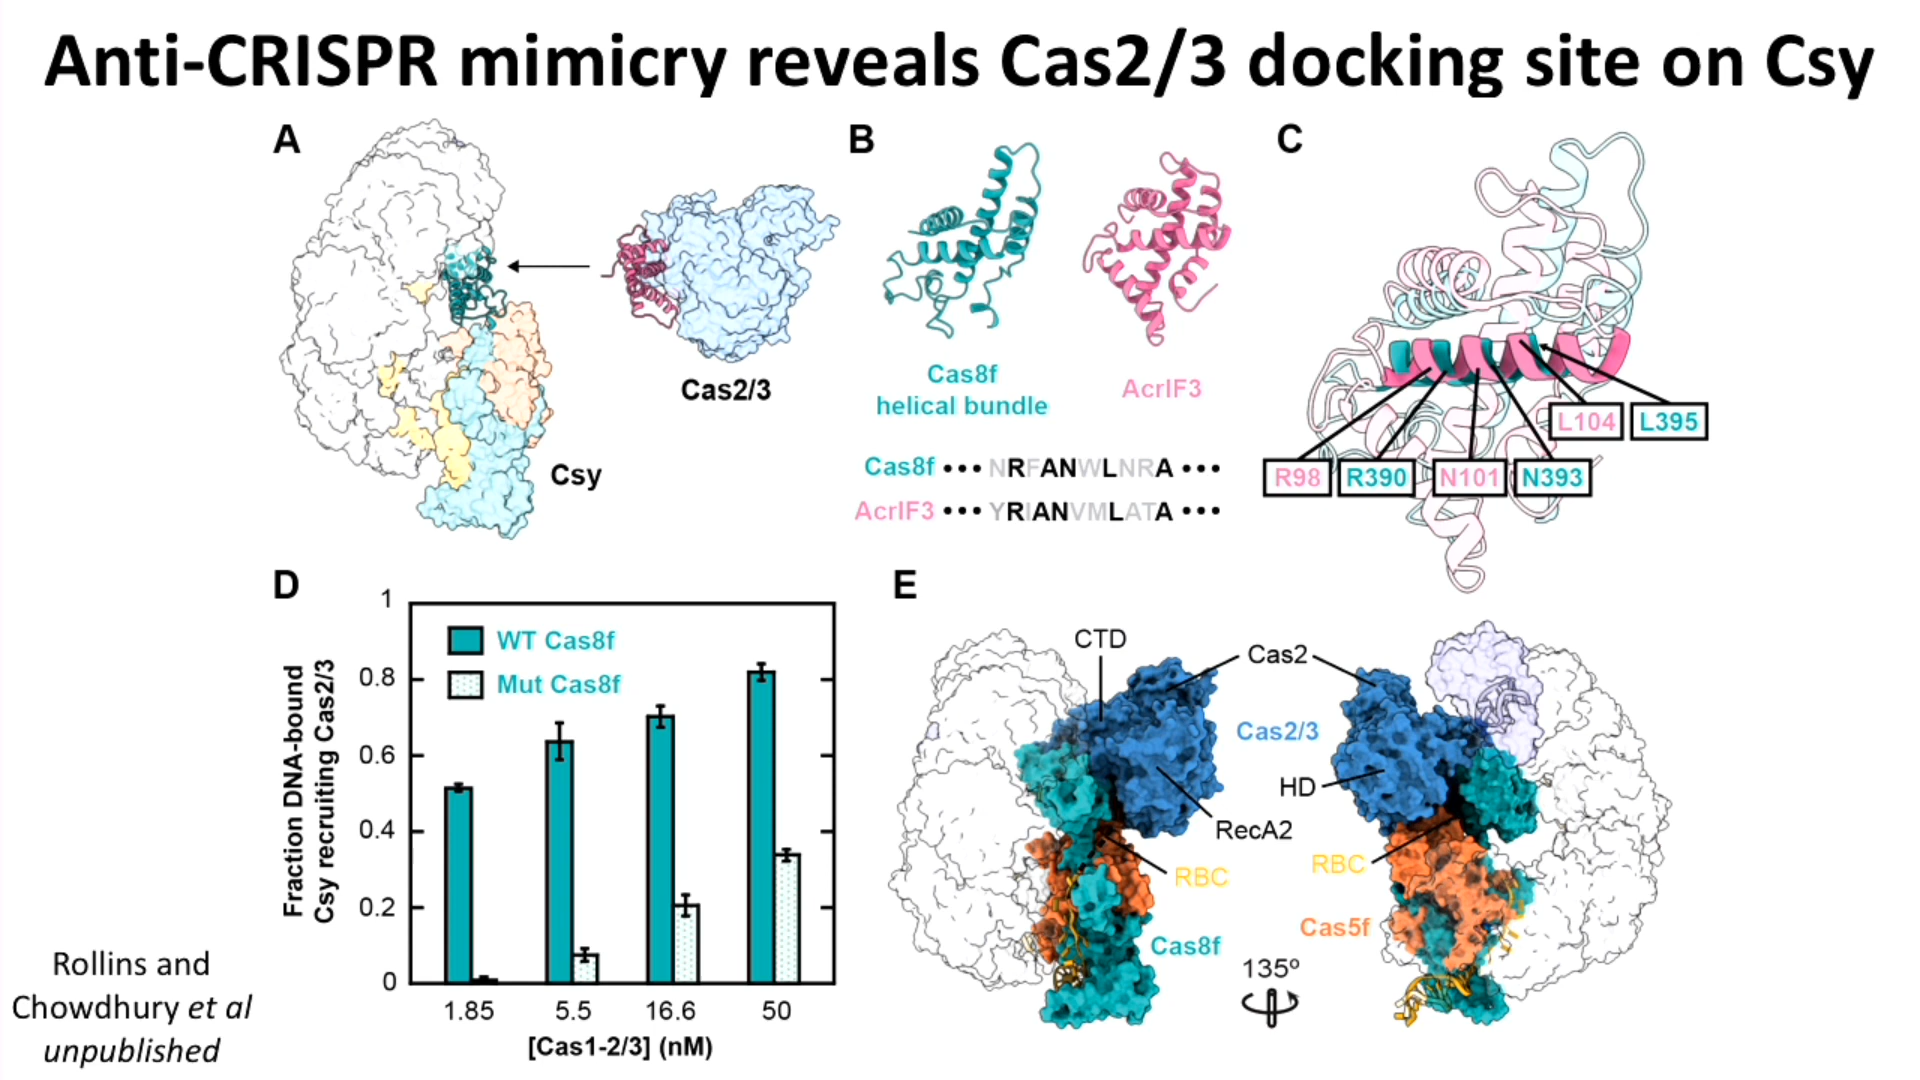 Anti-CRISPR mimicry reveals Cas2/3 docking site on Csy
A
Cas2/3
Csy
B
Cas8f
helical bundle
AcrIF3
Cas8f ••• NRFANWLNRA •••
AcrIF3 ••• YRIANVMLATA •••
C
L104 L395
R98 R390 N101 N393
D
WT Cas8f
Mut Cas8f
Fraction DNA-bound
Csy recruiting Cas2/3
1
0.8
0.6
0.4
0.2
0
1.85 5.5 16.6 50
[Cas1-2/3] (nM)
E
CTD
Cas2
Cas2/3
HD
RecA2
RBC
RBC
Cas5f
Cas8f
135º
Rollins and
Chowdhury et al
unpublished